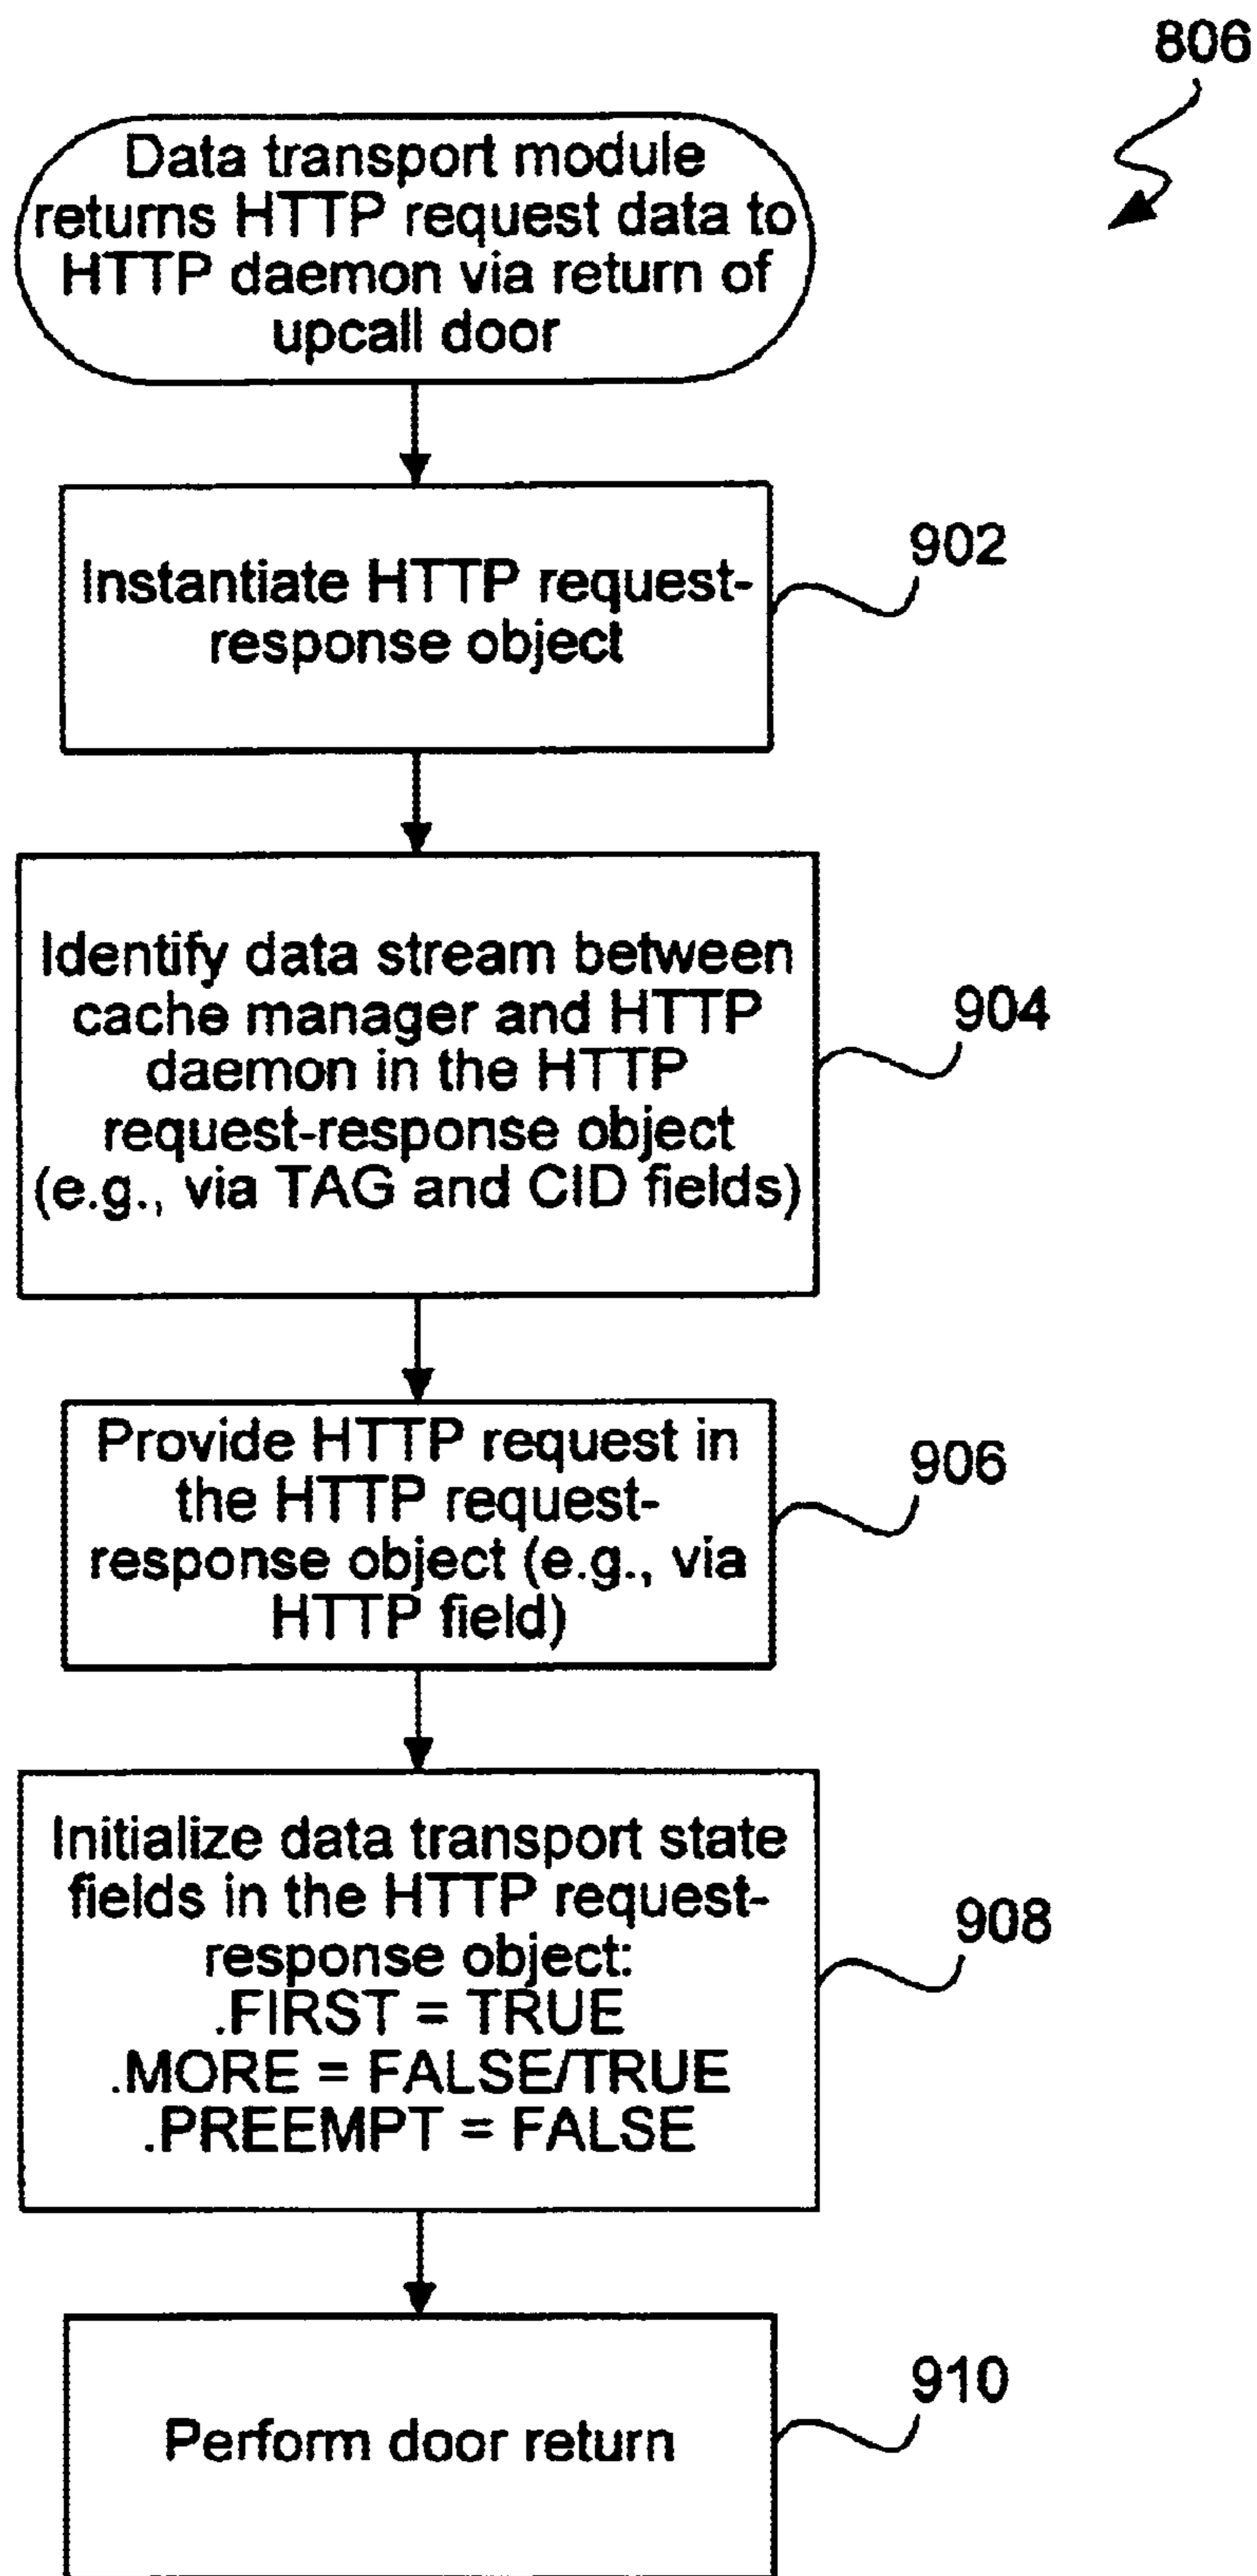 806
Data transport module
returns HTTP request data to
HTTP daemon via return of
upcall door
Instantiate HTTP request-
response object
902
Identify data stream between
cache manager and HTTP
daemon in the HTTP
request-response object
(e.g., via TAG and CID fields)
904
Provide HTTP request in
the HTTP request-
response object (e.g., via
HTTP field)
906
Initialize data transport state
fields in the HTTP request-
response object:
.FIRST = TRUE
.MORE = FALSE/TRUE
.PREEMPT = FALSE
908
Perform door return
910